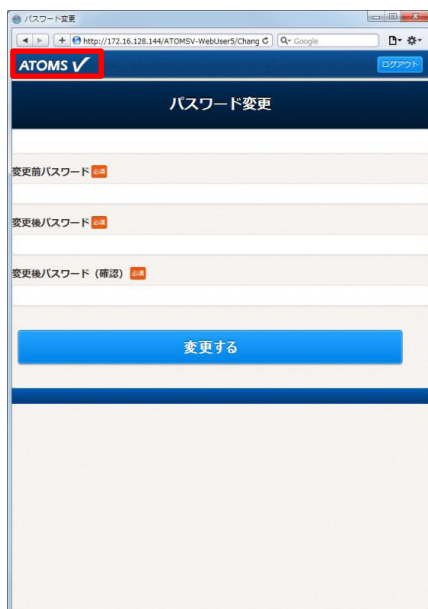 パスワード変更
http://172.16.128.144/ATOMSV-WebUser5/Chang
Google
ATOMS V
ログアウト
パスワード変更
変更前パスワード 必須
変更後パスワード 必須
変更後パスワード（確認） 必須
変更する